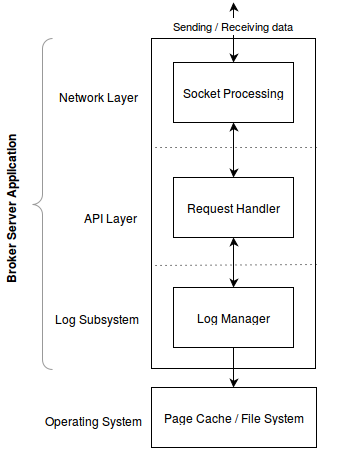 Sending / Receiving data
Network Layer
Socket Processing
Broker Server Application
API Layer
Request Handler
Log Subsystem
Log Manager
Operating System
Page Cache / File System